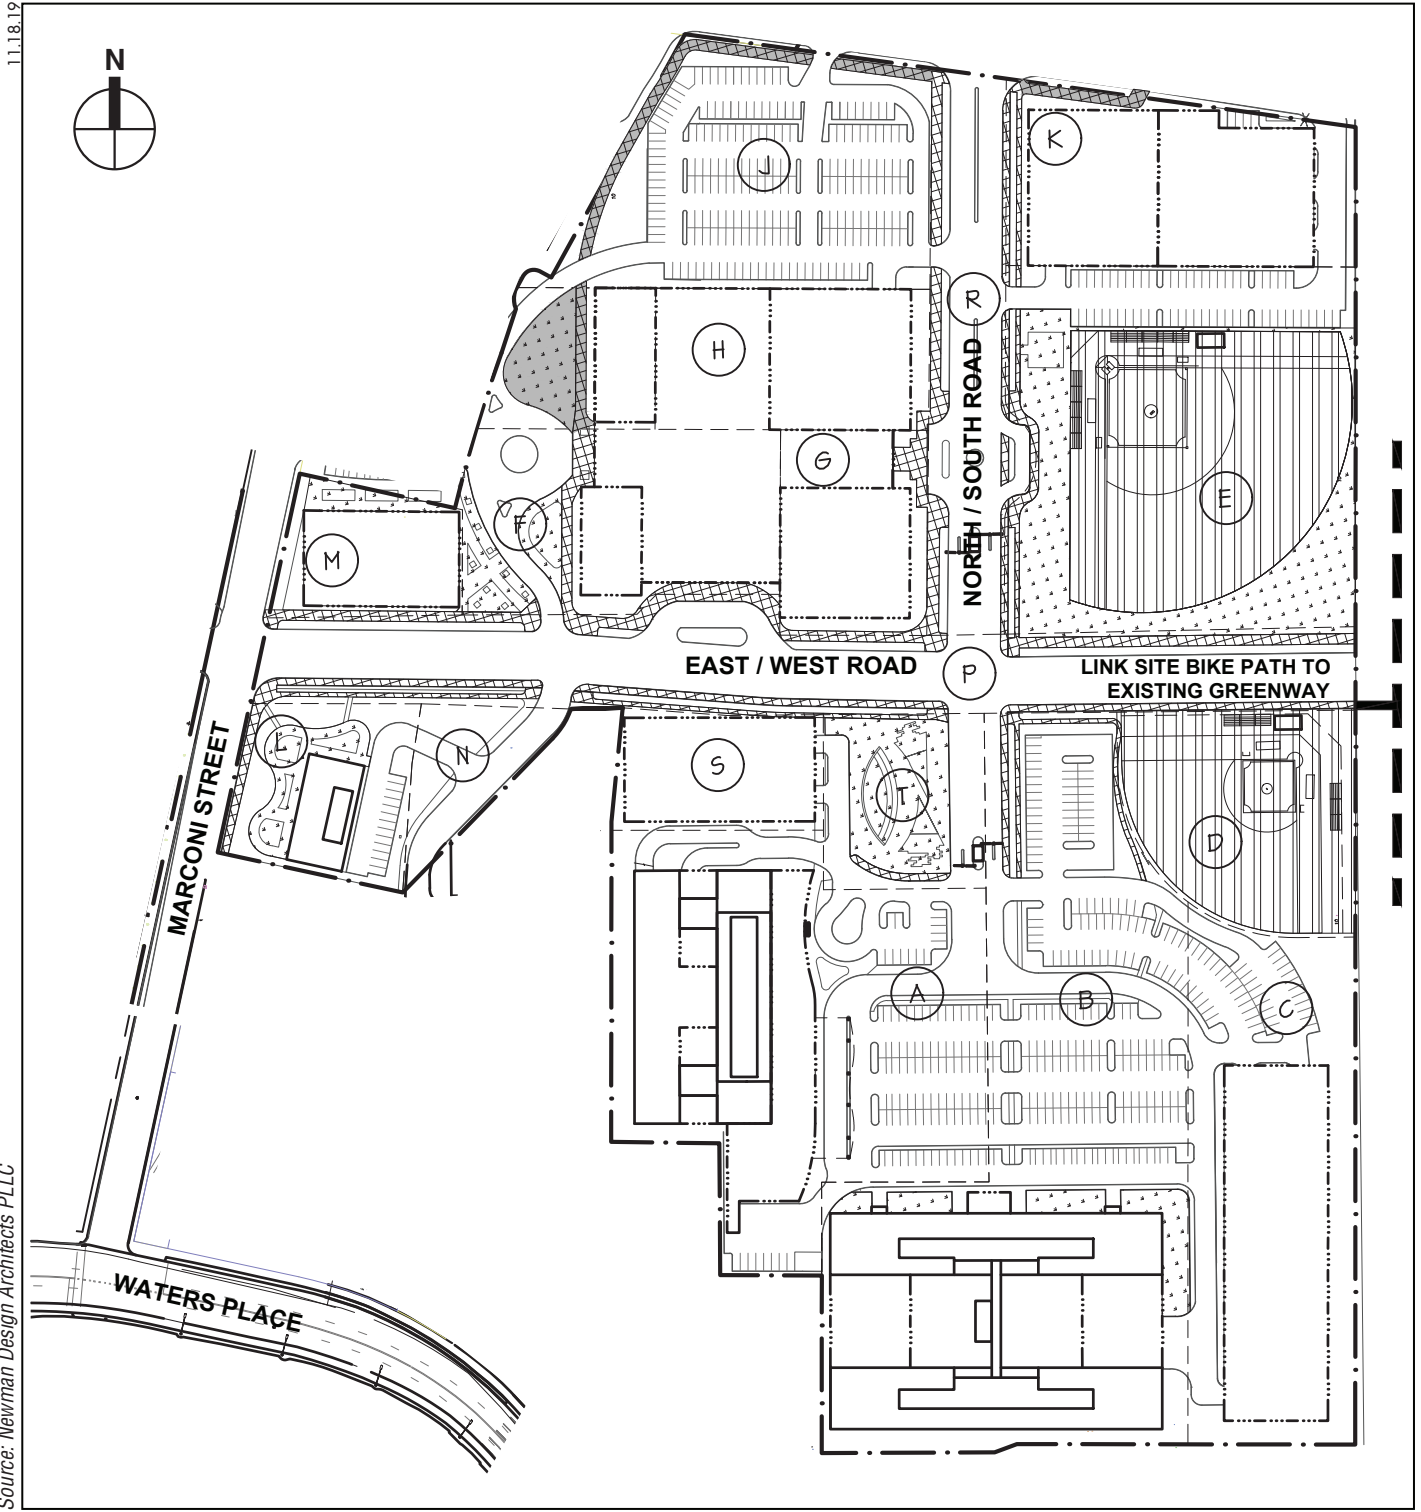 11.18.19
N
J
K
R
H
NORTH / SOUTH ROAD
G
E
F
M
EAST / WEST ROAD
P
LINK SITE BIKE PATH TO
EXISTING GREENWAY
L
N
S
T
D
MARCONI STREET
A
B
C
WATERS PLACE
Source: Newman Design Architects PLLC